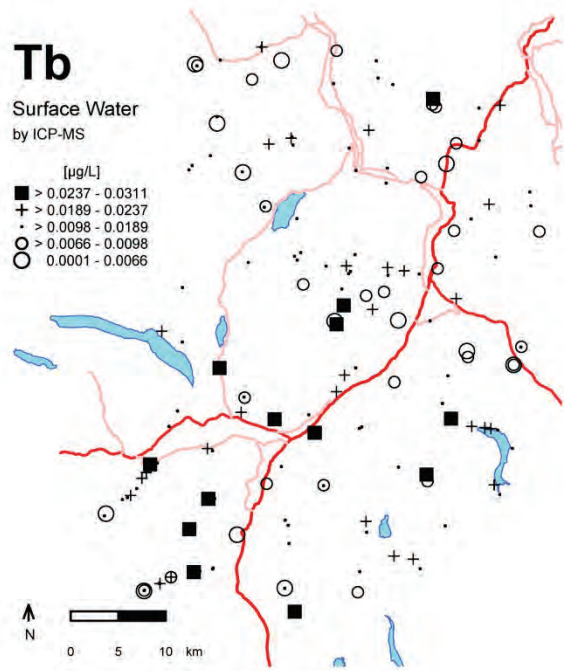 Tb
Surface Water
by ICP-MS
[µg/L]
> 0.0237 - 0.0311
> 0.0189 - 0.0237
> 0.0098 - 0.0189
> 0.0066 - 0.0098
0.0001 - 0.0066
N
0 5 10 km